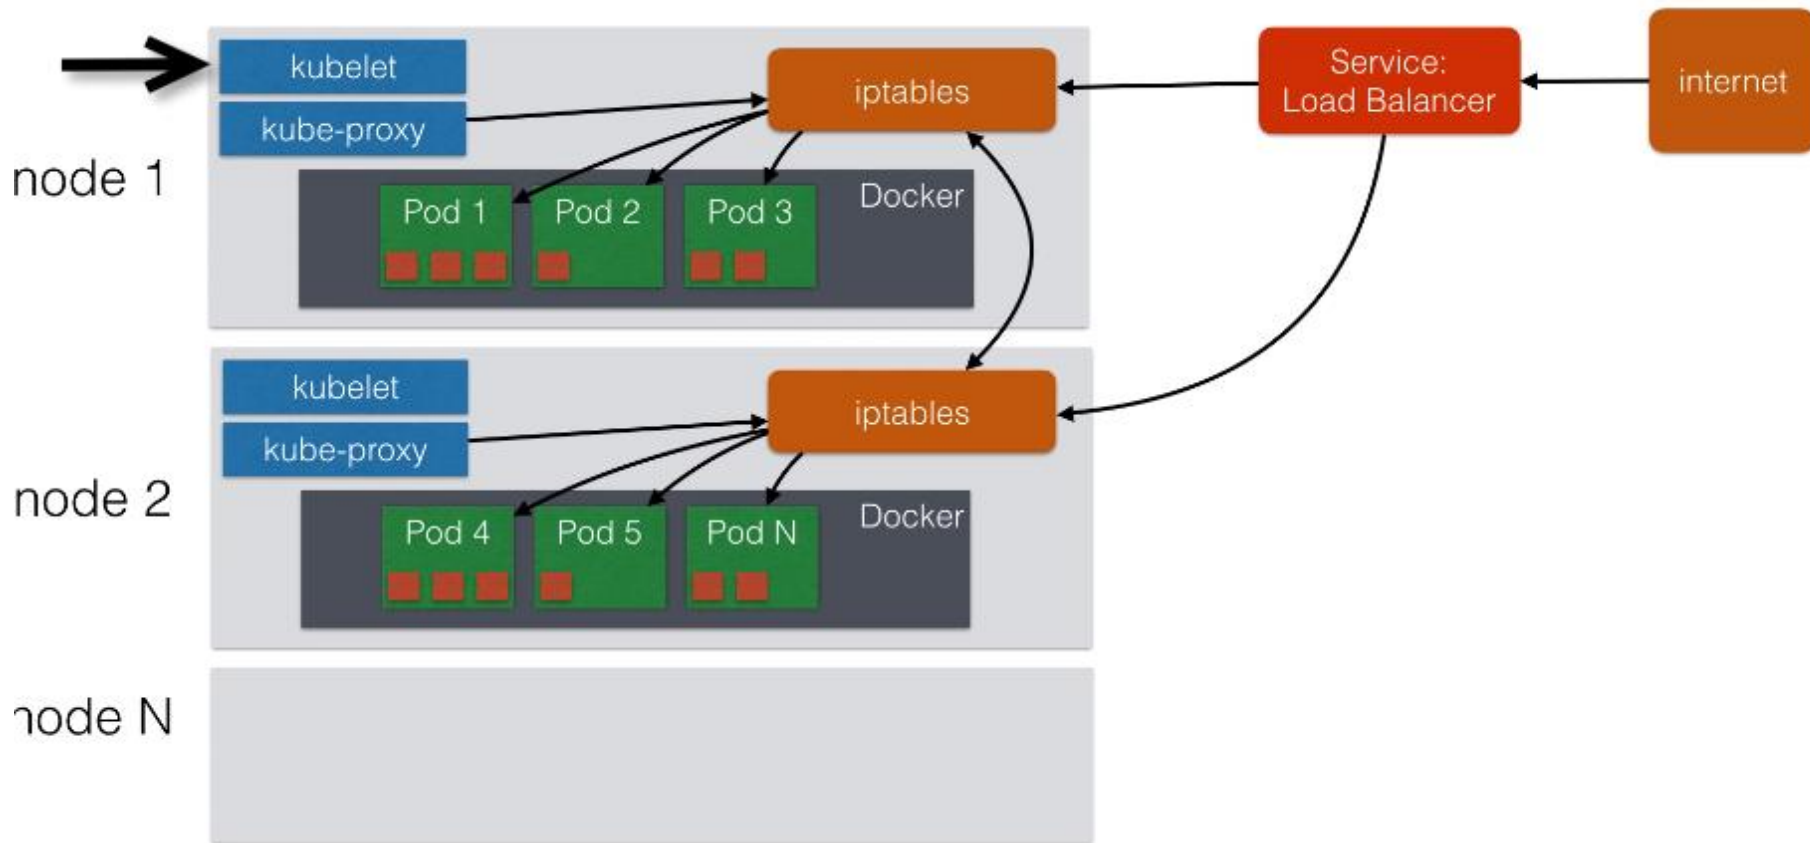 kubelet
kube-proxy
iptables
Service:
Load Balancer
internet
node 1
Docker
Pod 1
Pod 2
Pod 3
kubelet
kube-proxy
iptables
node 2
Docker
Pod 4
Pod 5
Pod N
node N